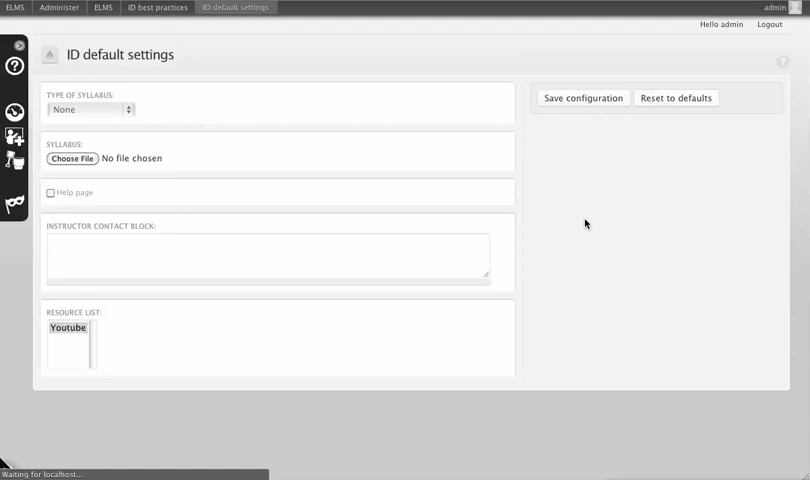 ELMS Administer ELMS ID best practices ID default settings admin
Hello admin Logout
ID default settings
?
TYPE OF SYLLABUS:
None
Save configuration Reset to defaults
SYLLABUS:
Choose File No file chosen
Help page
INSTRUCTOR CONTACT BLOCK:
RESOURCE LIST:
Youtube
Waiting for localhost...